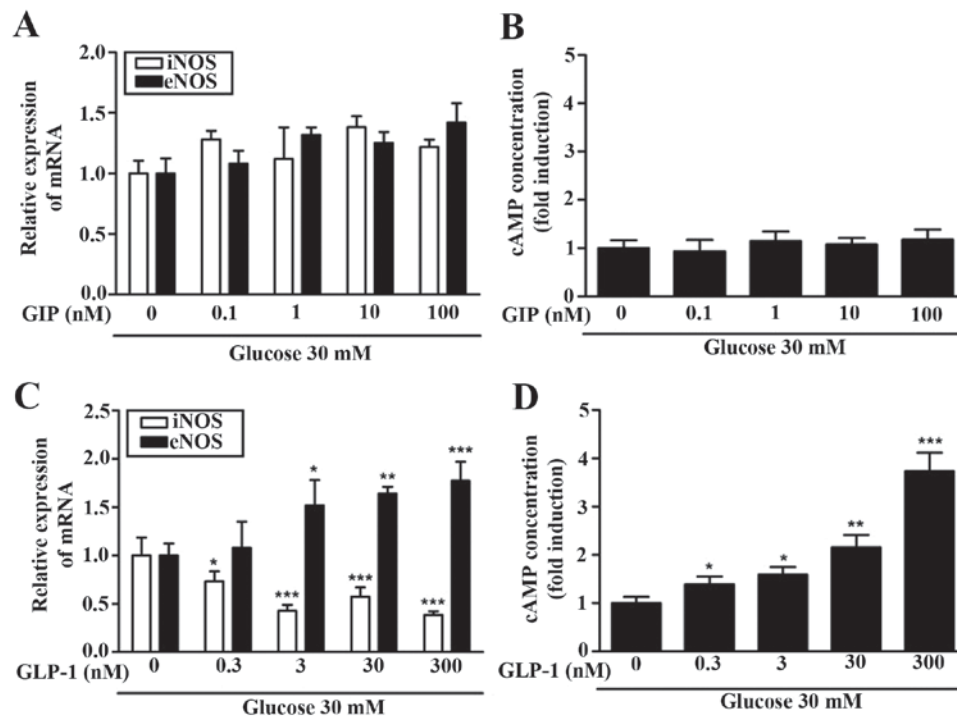 A
Relative expression
of mRNA
2.0
1.5
1.0
0.5
0.0
iNOS
eNOS
GIP (nM) 0 0.1 1 10 100
Glucose 30 mM
B
cAMP concentration
(fold induction)
5
4
3
2
1
0
GIP (nM) 0 0.1 1 10 100
Glucose 30 mM
C
Relative expression
of mRNA
2.5
2.0
1.5
1.0
0.5
0.0
iNOS
eNOS
* *** * *** ** *** ***
GLP-1 (nM) 0 0.3 3 30 300
Glucose 30 mM
D
cAMP concentration
(fold induction)
5
4
3
2
1
0
* * ** ***
GLP-1 (nM) 0 0.3 3 30 300
Glucose 30 mM